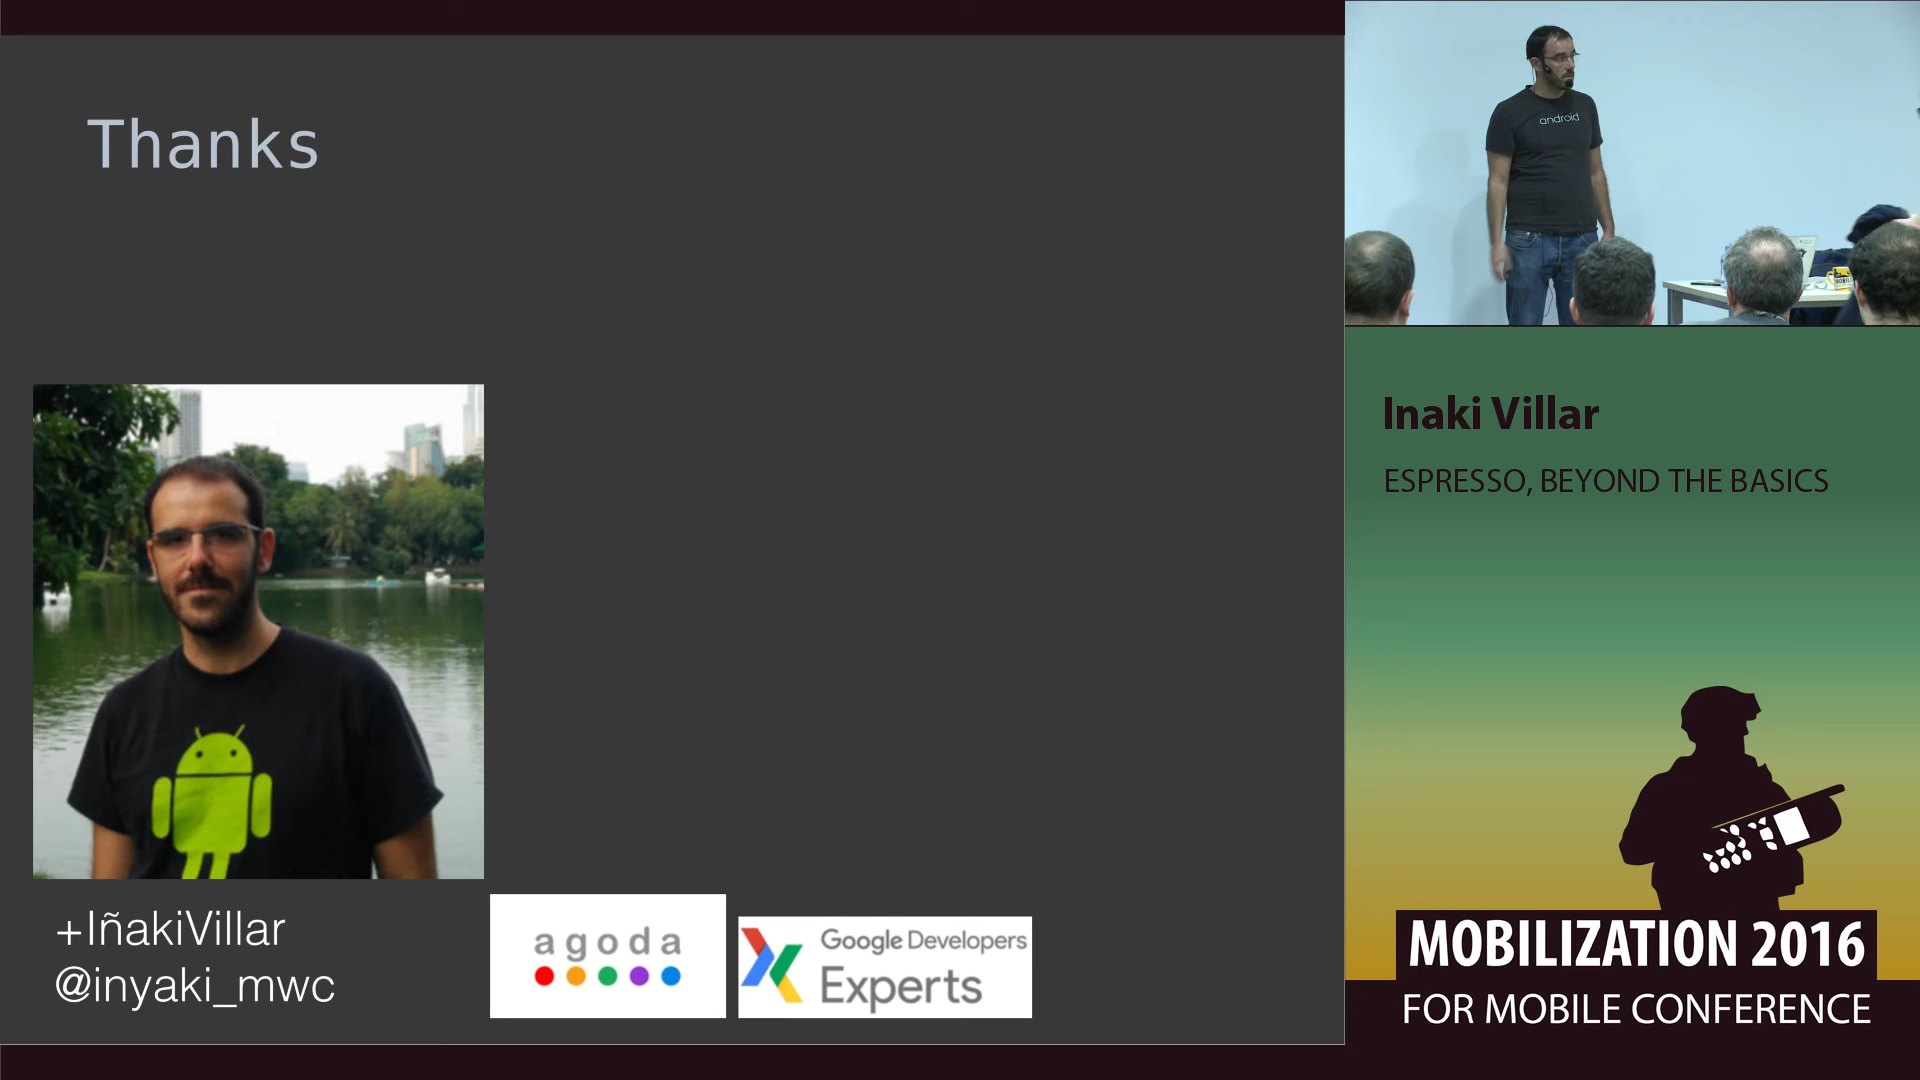 Thanks
+IñakiVillar
@inyaki_mwc
agoda
Google Developers
Experts
android
Inaki Villar
ESPRESSO, BEYOND THE BASICS
MOBILIZATION 2016
FOR MOBILE CONFERENCE